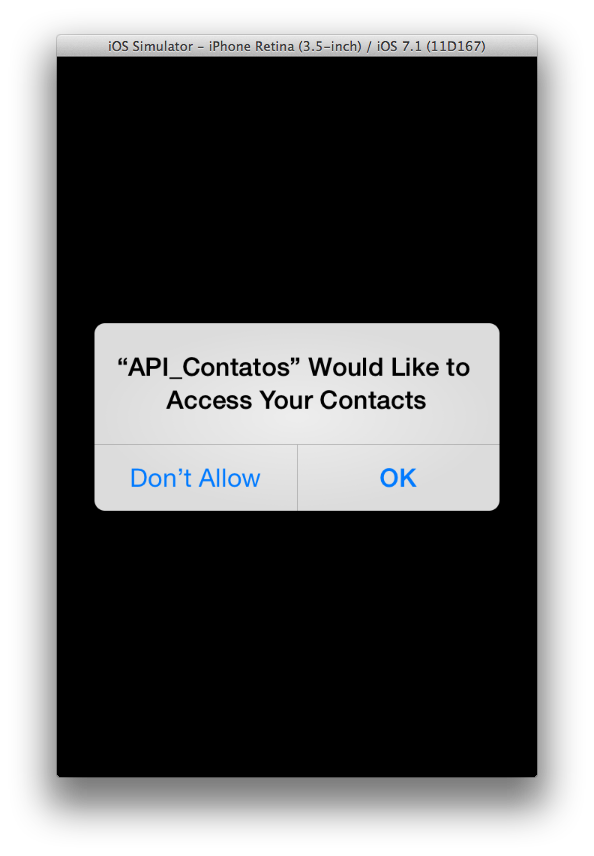 iOS Simulator – iPhone Retina (3.5-inch) / iOS 7.1 (11D167)
“API_Contatos” Would Like to
Access Your Contacts
Don’t Allow
OK